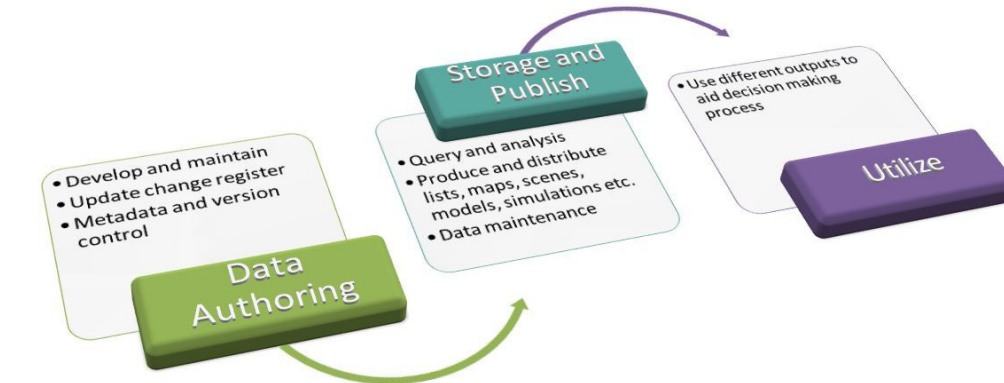 • Develop and maintain
• Update change register
• Metadata and version
control
Data
Authoring
Storage and
Publish
• Query and analysis
• Produce and distribute
lists, maps, scenes,
models, simulations etc.
• Data maintenance
• Use different outputs to
aid decision making
process
Utilize